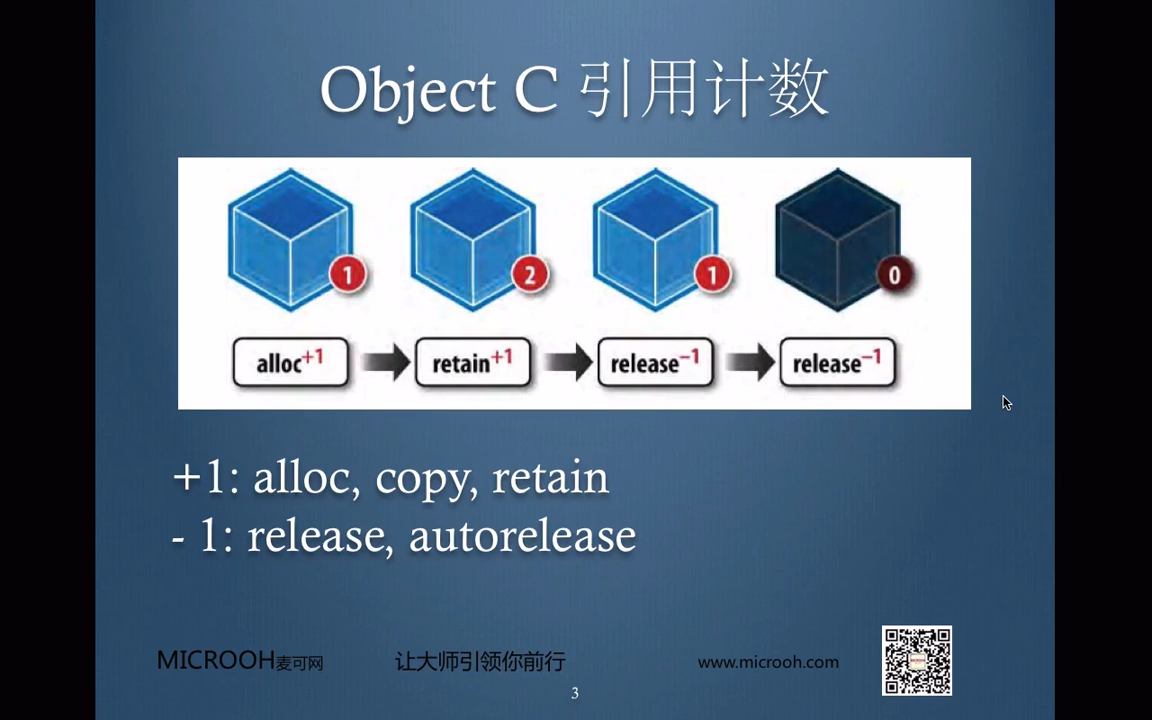 Object C 引用计数
1 2 1 0
alloc+1 retain+1 release−1 release−1
+1: alloc, copy, retain
- 1: release, autorelease
MICROOH麦可网 让大师引领你前行 www.microoh.com
3